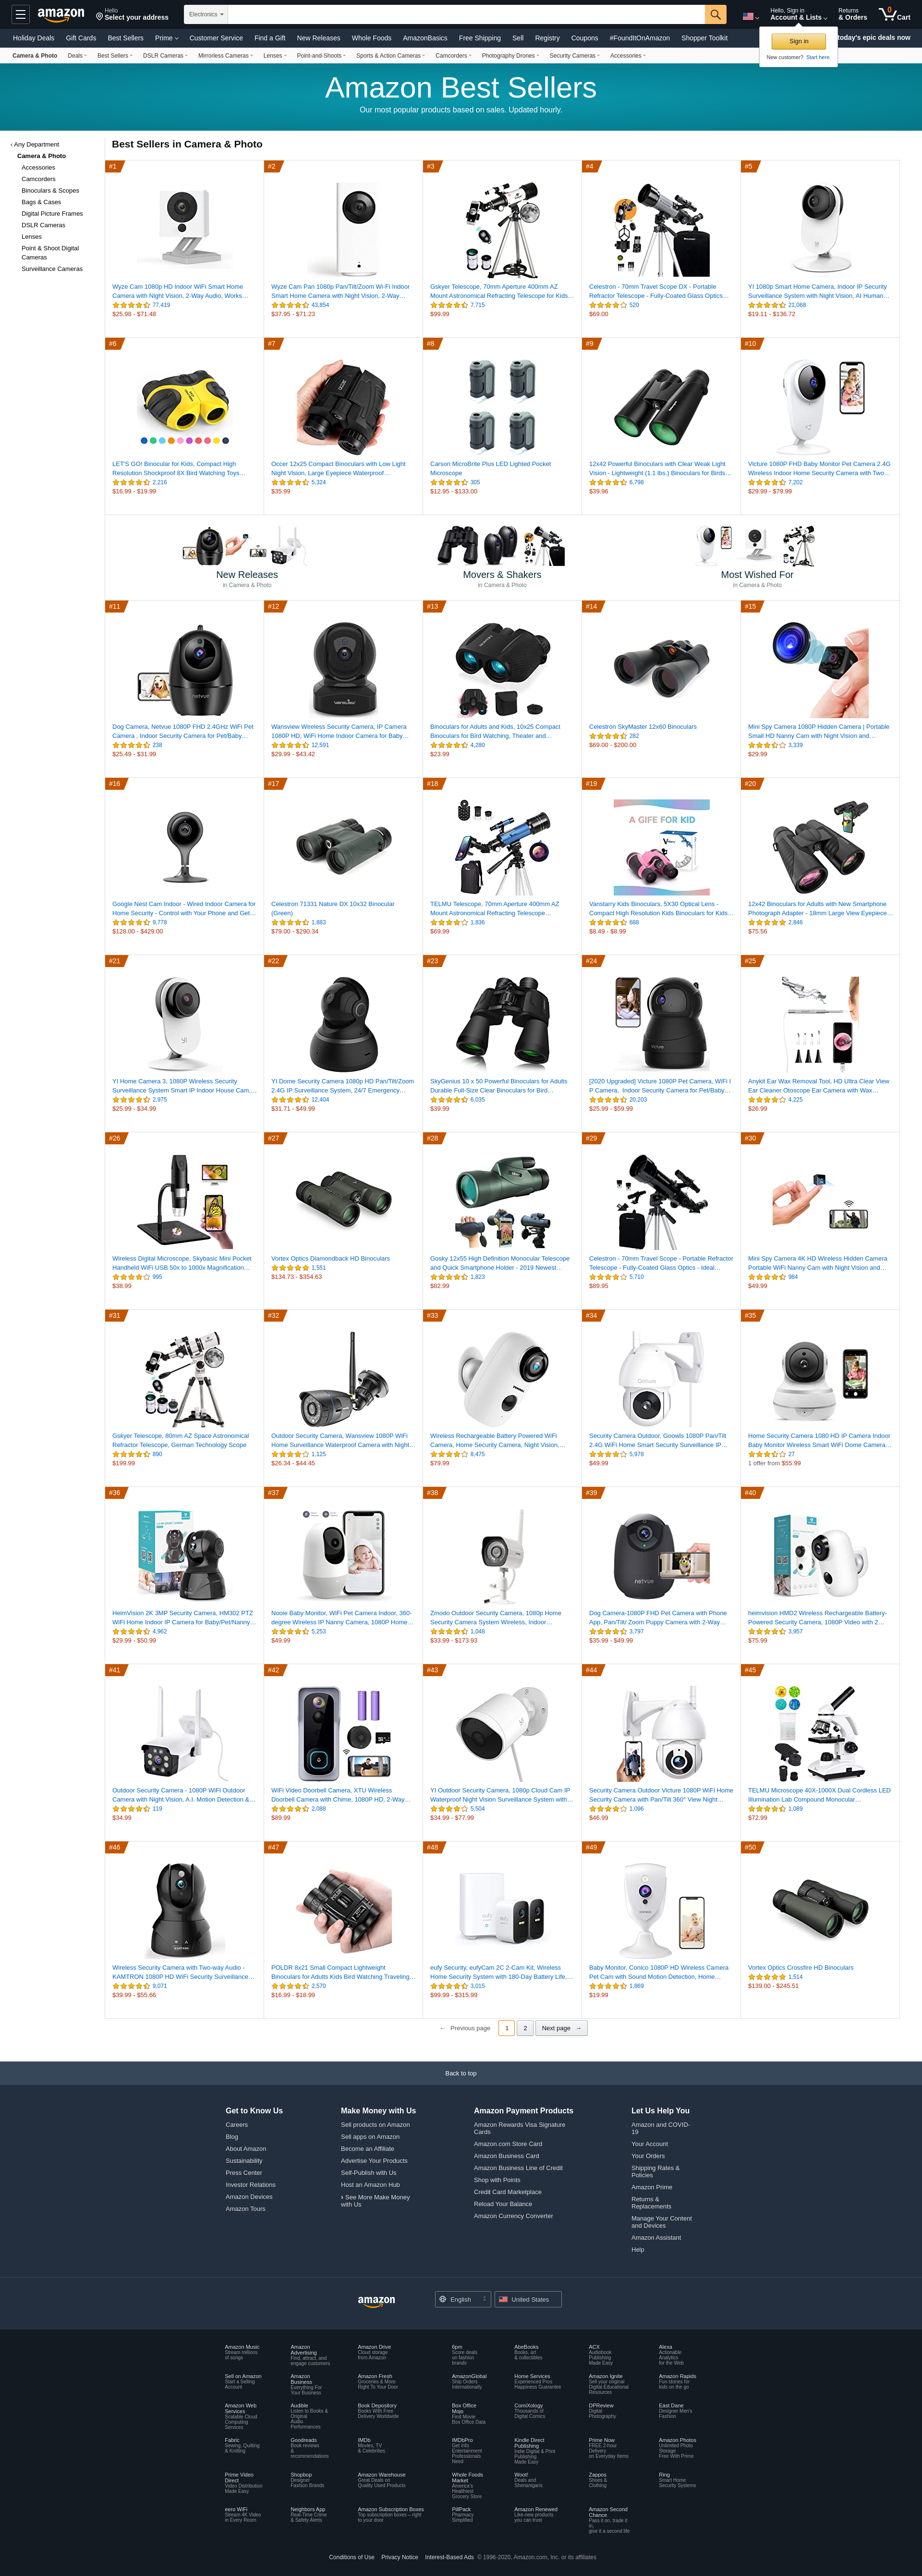 Hello
Select your address
amazon
Electronics
Hello, Sign in
Account & Lists
Returns
& Orders
0
Cart
Holiday Deals Gift Cards Best Sellers Prime Customer Service Find a Gift New Releases Whole Foods AmazonBasics Free Shipping Sell Registry Coupons #FoundItOnAmazon Shopper Toolkit
today's epic deals now
Sign in
New customer? Start here.
Camera & Photo Deals Best Sellers DSLR Cameras Mirrorless Cameras Lenses Point-and-Shoots Sports & Action Cameras Camcorders Photography Drones Security Cameras Accessories
Amazon Best Sellers
Our most popular products based on sales. Updated hourly.
‹ Any Department
Camera & Photo
Accessories
Camcorders
Binoculars & Scopes
Bags & Cases
Digital Picture Frames
DSLR Cameras
Lenses
Point & Shoot Digital
Cameras
Surveillance Cameras
Best Sellers in Camera & Photo
#1
Wyze Cam 1080p HD Indoor WiFi Smart Home
Camera with Night Vision, 2-Way Audio, Works…
77,419
$25.98 - $71.48
#2
Wyze Cam Pan 1080p Pan/Tilt/Zoom Wi-Fi Indoor
Smart Home Camera with Night Vision, 2-Way…
43,854
$37.95 - $71.23
#3
Gskyer Telescope, 70mm Aperture 400mm AZ
Mount Astronomical Refracting Telescope for Kids…
7,715
$99.99
#4
Celestron - 70mm Travel Scope DX - Portable
Refractor Telescope - Fully-Coated Glass Optics…
520
$69.00
#5
YI 1080p Smart Home Camera, Indoor IP Security
Surveillance System with Night Vision, AI Human…
21,068
$19.11 - $136.72
#6
LET'S GO! Binocular for Kids, Compact High
Resolution Shockproof 8X Bird Watching Toys…
2,216
$16.99 - $19.99
#7
Occer 12x25 Compact Binoculars with Low Light
Night Vision, Large Eyepiece Waterproof…
5,324
$35.99
#8
Carson MicroBrite Plus LED Lighted Pocket
Microscope
305
$12.95 - $133.00
#9
12x42 Powerful Binoculars with Clear Weak Light
Vision - Lightweight (1.1 lbs.) Binoculars for Birds…
6,798
$39.96
#10
Victure 1080P FHD Baby Monitor Pet Camera 2.4G
Wireless Indoor Home Security Camera with Two…
7,202
$29.99 - $79.99
New Releases
in Camera & Photo
Movers & Shakers
in Camera & Photo
Most Wished For
in Camera & Photo
#11
Dog Camera, Netvue 1080P FHD 2.4GHz WiFi Pet
Camera , Indoor Security Camera for Pet/Baby…
238
$25.49 - $31.99
#12
Wansview Wireless Security Camera, IP Camera
1080P HD, WiFi Home Indoor Camera for Baby…
12,591
$29.99 - $43.42
#13
Binoculars for Adults and Kids, 10x25 Compact
Binoculars for Bird Watching, Theater and…
4,280
$23.99
#14
Celestron SkyMaster 12x60 Binoculars
282
$69.00 - $200.00
#15
Mini Spy Camera 1080P Hidden Camera | Portable
Small HD Nanny Cam with Night Vision and…
3,339
$29.99
#16
Google Nest Cam Indoor - Wired Indoor Camera for
Home Security - Control with Your Phone and Get…
9,778
$128.00 - $429.00
#17
Celestron 71331 Nature DX 10x32 Binocular
(Green)
1,883
$79.00 - $290.34
#18
TELMU Telescope, 70mm Aperture 400mm AZ
Mount Astronomical Refracting Telescope…
1,836
$69.99
#19
A GIFE FOR KID
Vanstarry Kids Binoculars, 5X30 Optical Lens -
Compact High Resolution Kids Binoculars for Kids…
688
$8.49 - $8.99
#20
12x42 Binoculars for Adults with New Smartphone
Photograph Adapter - 18mm Large View Eyepiece…
2,846
$75.56
#21
YI Home Camera 3, 1080P Wireless Security
Surveillance System Smart IP Indoor House Cam,…
2,975
$25.99 - $34.99
#22
YI Dome Security Camera 1080p HD Pan/Tilt/Zoom
2.4G IP Surveillance System, 24/7 Emergency…
12,404
$31.71 - $49.99
#23
SkyGenius 10 x 50 Powerful Binoculars for Adults
Durable Full-Size Clear Binoculars for Bird…
6,035
$39.99
#24
[2020 Upgraded] Victure 1080P Pet Camera, WiFi I
P Camera, Indoor Security Camera for Pet/Baby…
20,203
$25.99 - $59.99
#25
Anykit Ear Wax Removal Tool, HD Ultra Clear View
Ear Cleaner Otoscope Ear Camera with Wax…
4,225
$26.99
#26
Wireless Digital Microscope, Skybasic Mini Pocket
Handheld WiFi USB 50x to 1000x Magnification…
995
$38.99
#27
Vortex Optics Diamondback HD Binoculars
1,551
$134.73 - $354.63
#28
Gosky 12x55 High Definition Monocular Telescope
and Quick Smartphone Holder - 2019 Newest…
1,823
$82.99
#29
Celestron - 70mm Travel Scope - Portable Refractor
Telescope - Fully-Coated Glass Optics - Ideal…
5,710
$89.95
#30
Mini Spy Camera 4K HD Wireless Hidden Camera
Portable WiFi Nanny Cam with Night Vision and…
984
$49.99
#31
Gskyer Telescope, 80mm AZ Space Astronomical
Refractor Telescope, German Technology Scope
890
$199.99
#32
Outdoor Security Camera, Wansview 1080P WiFi
Home Surveillance Waterproof Camera with Night…
1,125
$26.34 - $44.45
#33
Wireless Rechargeable Battery Powered WiFi
Camera, Home Security Camera, Night Vision,…
8,475
$79.99
#34
Security Camera Outdoor, Goowls 1080P Pan/Tilt
2.4G WiFi Home Smart Security Surveillance IP…
5,978
$49.99
#35
Home Security Camera 1080 HD IP Camera Indoor
Baby Monitor Wireless Smart WiFi Dome Camera…
27
1 offer from $55.99
#36
HeimVision 2K 3MP Security Camera, HM302 PTZ
WiFi Home Indoor IP Camera for Baby/Pet/Nanny…
4,962
$29.99 - $50.99
#37
Nooie Baby Monitor, WiFi Pet Camera Indoor, 360-
degree Wireless IP Nanny Camera, 1080P Home…
5,253
$49.99
#38
Zmodo Outdoor Security Camera, 1080p Home
Security Camera System Wireless, Indoor…
1,048
$33.99 - $173.93
#39
Dog Camera-1080P FHD Pet Camera with Phone
App, Pan/Tilt/ Zoom Puppy Camera with 2-Way…
3,797
$35.99 - $49.99
#40
heimvision HMD2 Wireless Rechargeable Battery-
Powered Security Camera, 1080P Video with 2…
3,957
$75.99
#41
Outdoor Security Camera - 1080P WiFi Outdoor
Camera with Night Vision, A.I. Motion Detection &…
119
$34.99
#42
WiFi Video Doorbell Camera, XTU Wireless
Doorbell Camera with Chime, 1080P HD, 2-Way…
2,088
$89.99
#43
YI Outdoor Security Camera, 1080p Cloud Cam IP
Waterproof Night Vision Surveillance System with…
5,504
$34.99 - $77.99
#44
Security Camera Outdoor Victure 1080P WiFi Home
Security Camera with Pan/Tilt 360° View Night…
1,096
$46.99
#45
TELMU Microscope 40X-1000X Dual Cordless LED
Illumination Lab Compound Monocular…
1,089
$72.99
#46
Wireless Security Camera with Two-way Audio -
KAMTRON 1080P HD WiFi Security Surveillance…
9,071
$39.99 - $55.66
#47
POLDR 8x21 Small Compact Lightweight
Binoculars for Adults Kids Bird Watching Traveling…
2,570
$16.99 - $18.99
#48
eufy Security, eufyCam 2C 2-Cam Kit, Wireless
Home Security System with 180-Day Battery Life,…
3,015
$99.99 - $315.99
#49
Baby Monitor, Conico 1080P HD Wireless Camera
Pet Cam with Sound Motion Detection, Home…
1,869
$19.99
#50
Vortex Optics Crossfire HD Binoculars
1,514
$139.00 - $245.51
← Previous page 1 2 Next page →
Back to top
Get to Know Us
Careers
Blog
About Amazon
Sustainability
Press Center
Investor Relations
Amazon Devices
Amazon Tours
Make Money with Us
Sell products on Amazon
Sell apps on Amazon
Become an Affiliate
Advertise Your Products
Self-Publish with Us
Host an Amazon Hub
› See More Make Money
with Us
Amazon Payment Products
Amazon Rewards Visa Signature
Cards
Amazon.com Store Card
Amazon Business Card
Amazon Business Line of Credit
Shop with Points
Credit Card Marketplace
Reload Your Balance
Amazon Currency Converter
Let Us Help You
Amazon and COVID-
19
Your Account
Your Orders
Shipping Rates &
Policies
Amazon Prime
Returns &
Replacements
Manage Your Content
and Devices
Amazon Assistant
Help
amazon
English
United States
Amazon Music
Stream millions
of songs
Amazon
Advertising
Find, attract, and
engage customers
Amazon Drive
Cloud storage
from Amazon
6pm
Score deals
on fashion
brands
AbeBooks
Books, art
& collectibles
ACX
Audiobook
Publishing
Made Easy
Alexa
Actionable
Analytics
for the Web
Sell on Amazon
Start a Selling
Account
Amazon
Business
Everything For
Your Business
Amazon Fresh
Groceries & More
Right To Your Door
AmazonGlobal
Ship Orders
Internationally
Home Services
Experienced Pros
Happiness Guarantee
Amazon Ignite
Sell your original
Digital Educational
Resources
Amazon Rapids
Fun stories for
kids on the go
Amazon Web
Services
Scalable Cloud
Computing
Services
Audible
Listen to Books &
Original
Audio
Performances
Book Depository
Books With Free
Delivery Worldwide
Box Office
Mojo
Find Movie
Box Office Data
ComiXology
Thousands of
Digital Comics
DPReview
Digital
Photography
East Dane
Designer Men's
Fashion
Fabric
Sewing, Quilting
& Knitting
Goodreads
Book reviews
&
recommendations
IMDb
Movies, TV
& Celebrities
IMDbPro
Get Info
Entertainment
Professionals
Need
Kindle Direct
Publishing
Indie Digital & Print
Publishing
Made Easy
Prime Now
FREE 2-hour
Delivery
on Everyday Items
Amazon Photos
Unlimited Photo
Storage
Free With Prime
Prime Video
Direct
Video Distribution
Made Easy
Shopbop
Designer
Fashion Brands
Amazon Warehouse
Great Deals on
Quality Used Products
Whole Foods
Market
America's
Healthiest
Grocery Store
Woot!
Deals and
Shenanigans
Zappos
Shoes &
Clothing
Ring
Smart Home
Security Systems
eero WiFi
Stream 4K Video
in Every Room
Neighbors App
Real-Time Crime
& Safety Alerts
Amazon Subscription Boxes
Top subscription boxes – right
to your door
PillPack
Pharmacy
Simplified
Amazon Renewed
Like-new products
you can trust
Amazon Second
Chance
Pass it on, trade it
in,
give it a second life
Conditions of Use Privacy Notice Interest-Based Ads © 1996-2020, Amazon.com, Inc. or its affiliates